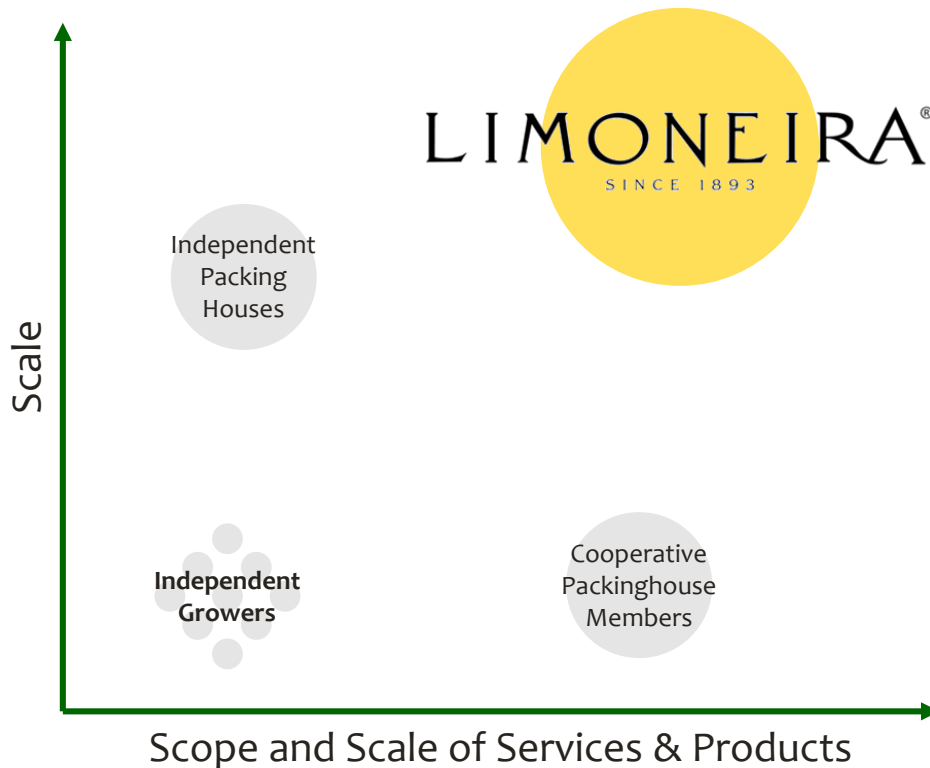 LIMONEIRA®
SINCE 1893
Independent
Packing
Houses
Scale
Independent
Growers
Cooperative
Packinghouse
Members
Scope and Scale of Services & Products